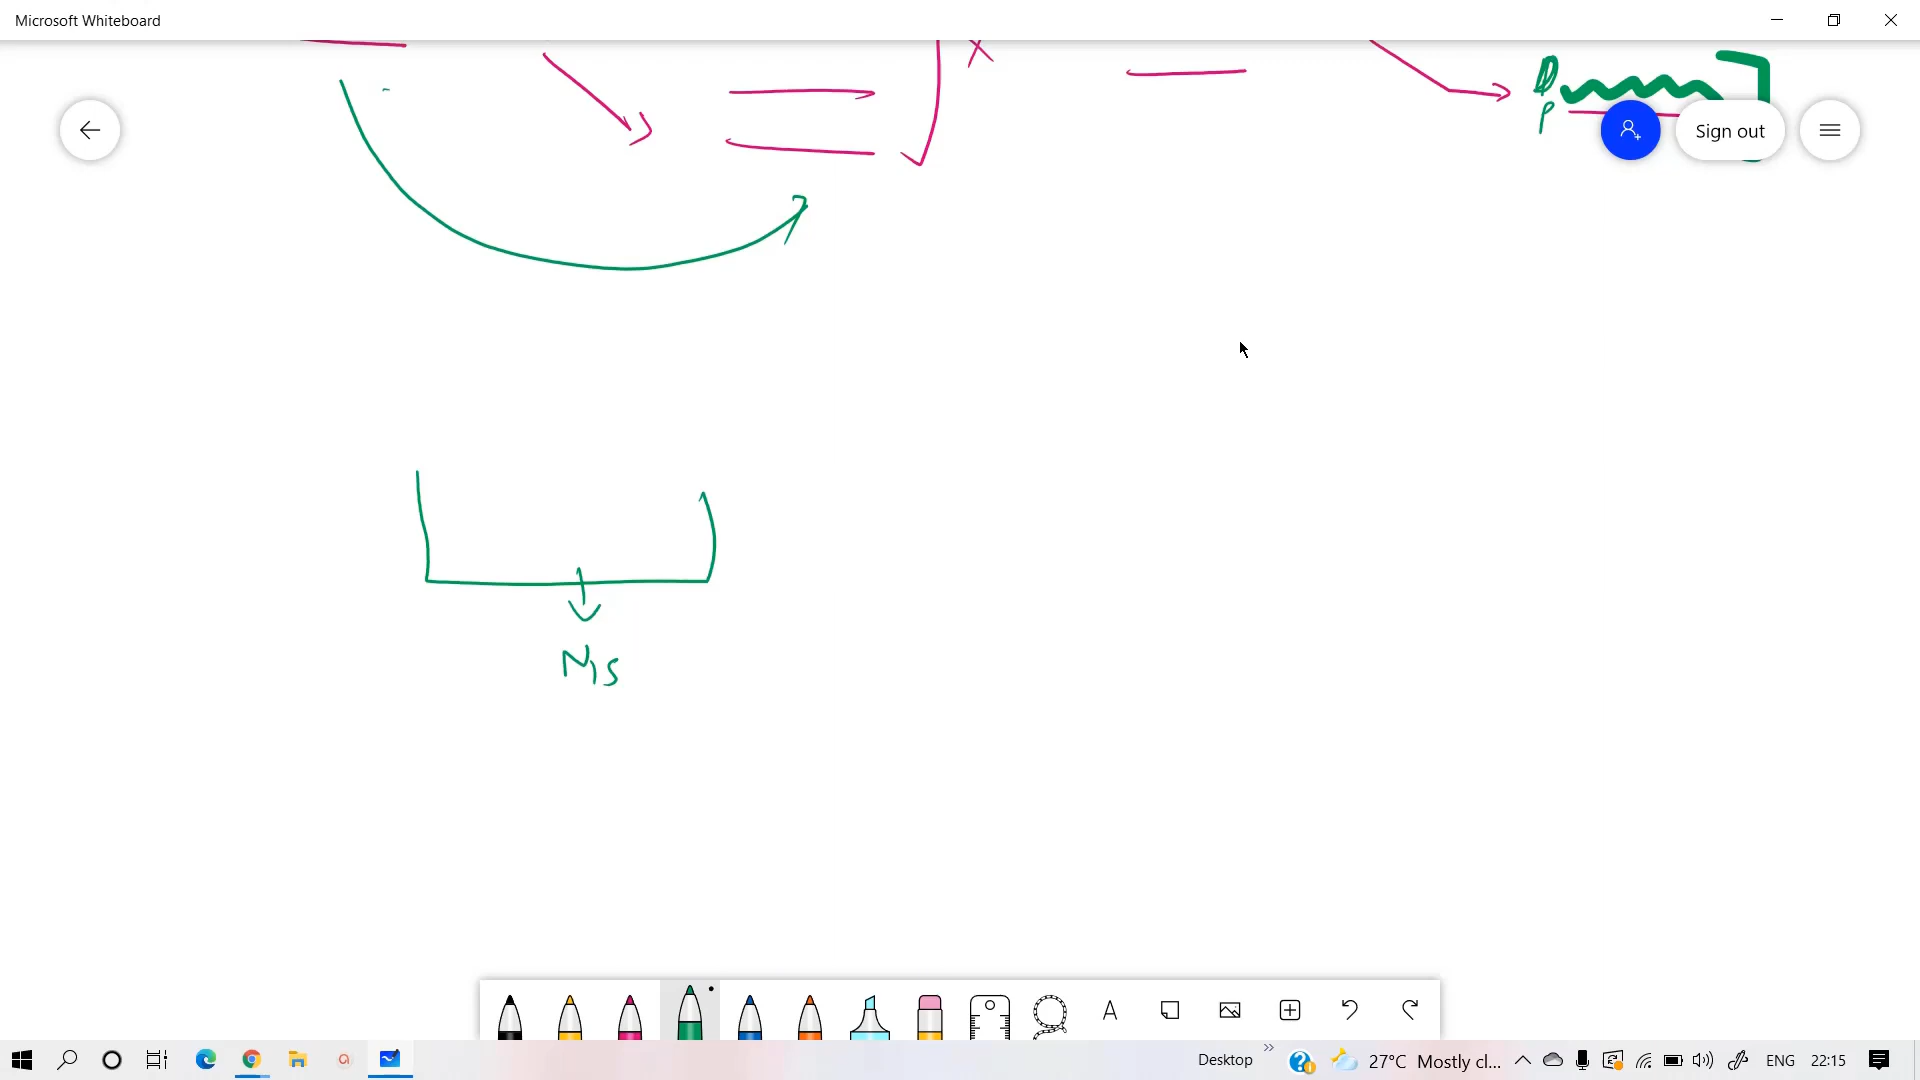 Microsoft Whiteboard
P
Sign out
X
N1s
A
Desktop
27°C Mostly cl...
ENG
22:15